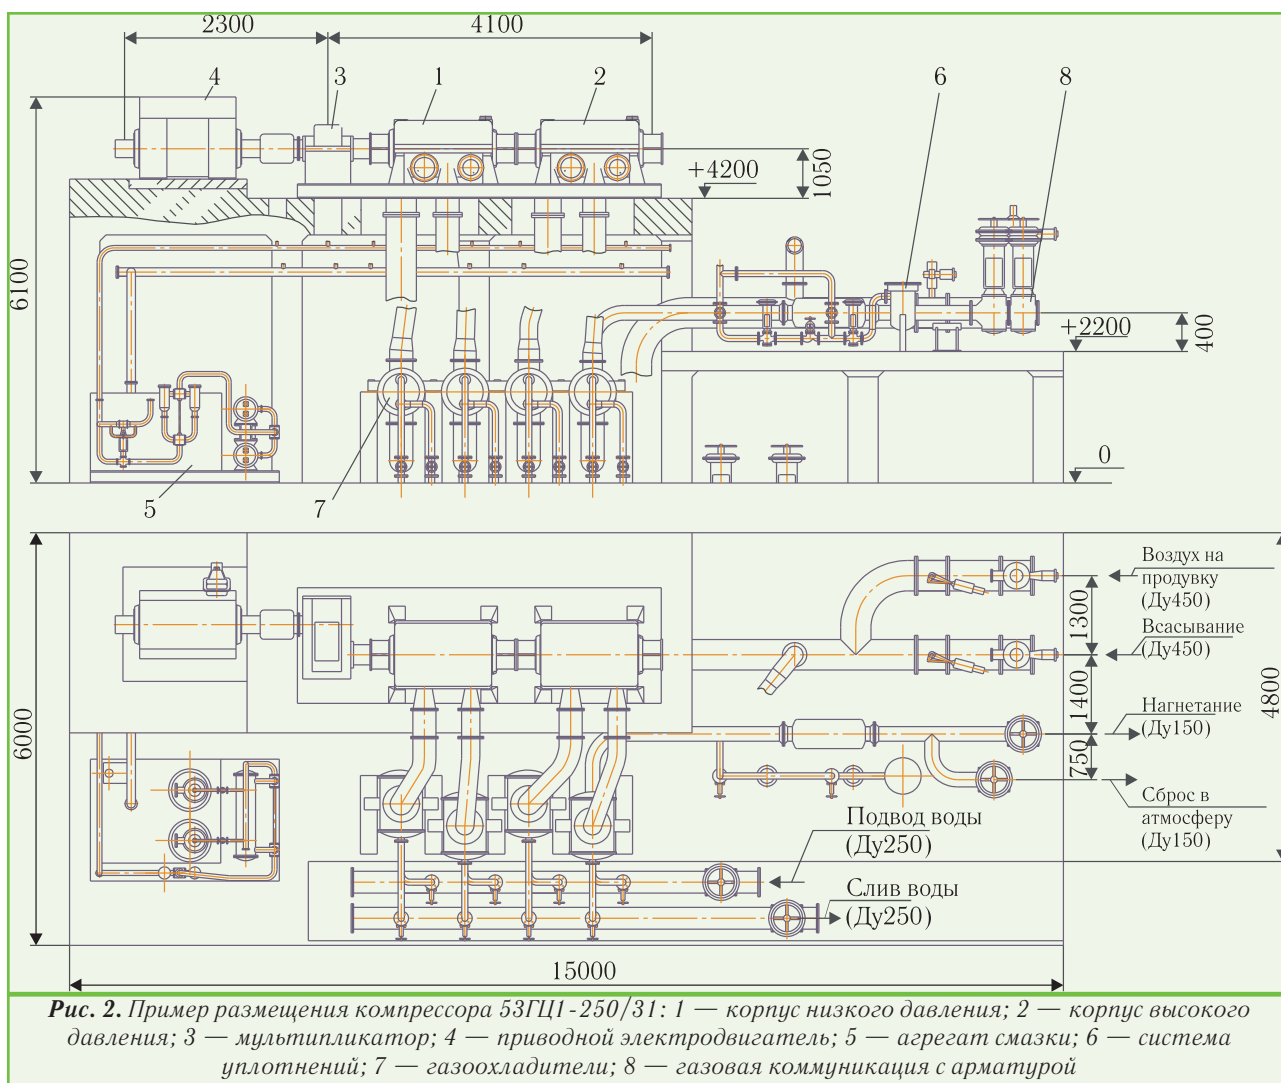 2300
4100
4
3
1
2
6
8
+4200
1050
6100
+2200
400
0
5
7
Воздух на
продувку
(Ду450)
1300
Всасывание
(Ду450)
1400
4800
6000
Нагнетание
(Ду150)
750
Сброс в
атмосферу
(Ду150)
Подвод воды
(Ду250)
Слив воды
(Ду250)
15000
Рис. 2. Пример размещения компрессора 53ГЦ1-250/31: 1 — корпус низкого давления; 2 — корпус высокого
давления; 3 — мультипликатор; 4 — приводной электродвигатель; 5 — агрегат смазки; 6 — система
уплотнений; 7 — газоохладители; 8 — газовая коммуникация с арматурой